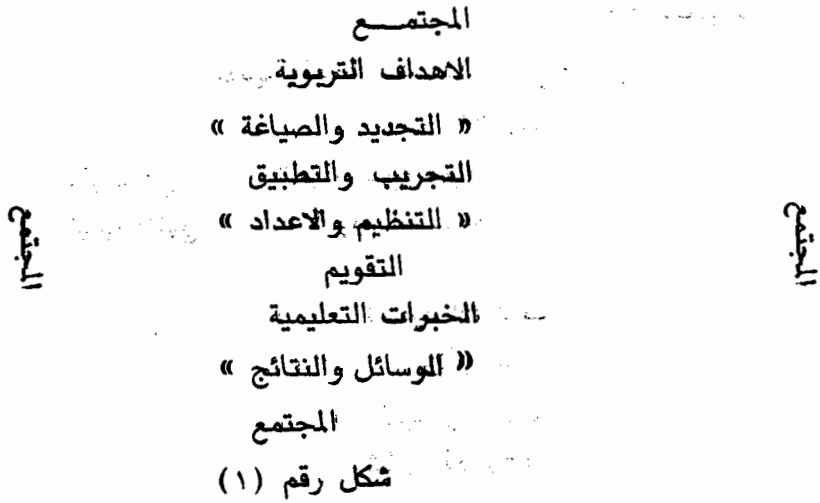 المجتمــع
الاهداف التربوية
« التجديد والصياغة »
التجريب والتطبيق
« التنظيم والاعداد »
المجتمع
المجتمع
التقويم
الخبرات التعليمية
« الوسائل والنتائج »
المجتمع
شكل رقم (١)